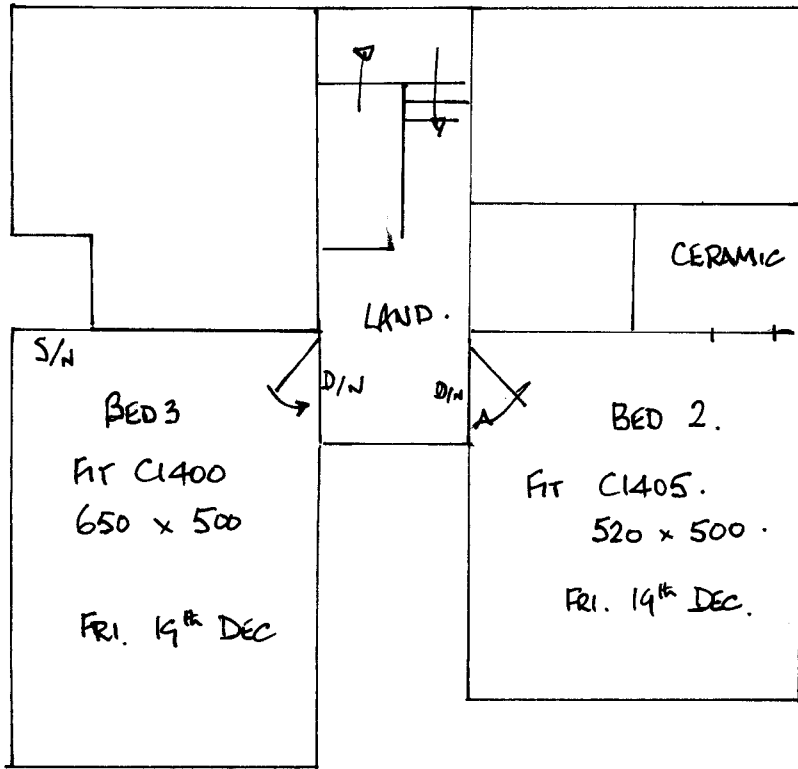 CERAMIC
LAND.
S/N
D/N
D/N
BED 3
FIT C1400
650 x 500
FRI. 19th DEC
BED 2.
FIT C1405.
520 x 500.
FRI. 19th DEC.